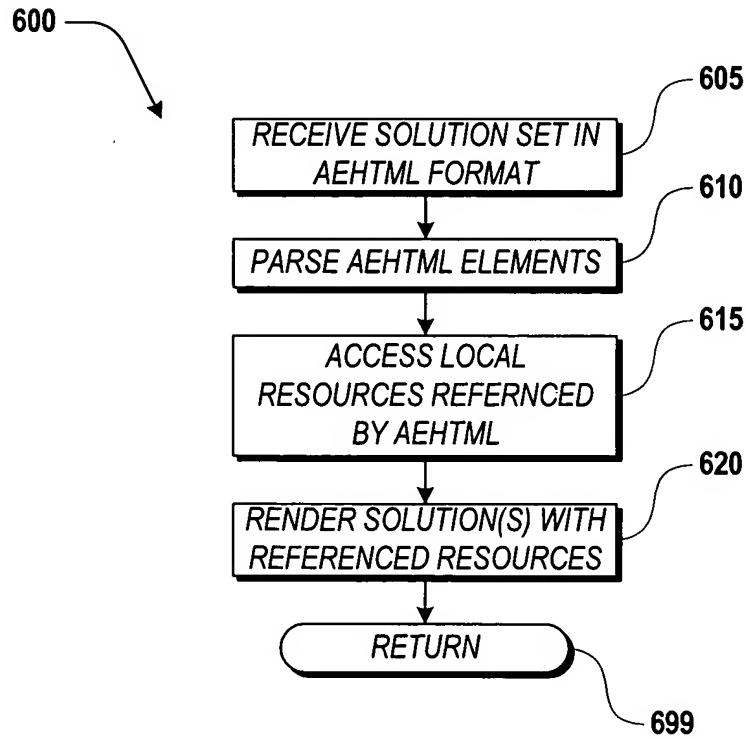 600
605
RECEIVE SOLUTION SET IN
AEHTML FORMAT
610
PARSE AEHTML ELEMENTS
615
ACCESS LOCAL
RESOURCES REFERNCED
BY AEHTML
620
RENDER SOLUTION(S) WITH
REFERENCED RESOURCES
RETURN
699